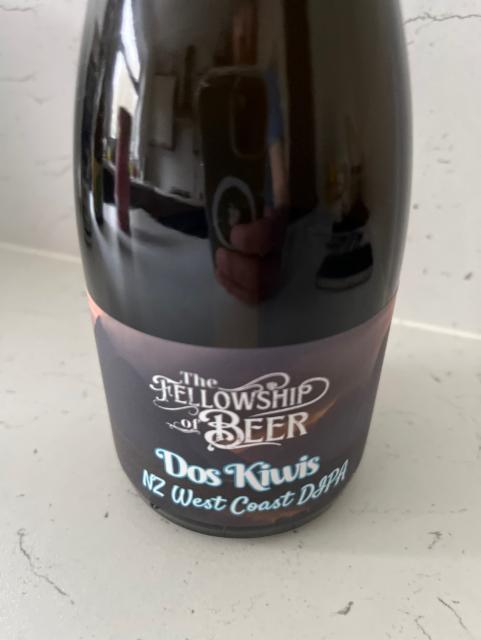 The
FELLOWSHIP
of BEER
Dos Kiwis
NZ West Coast DIPA